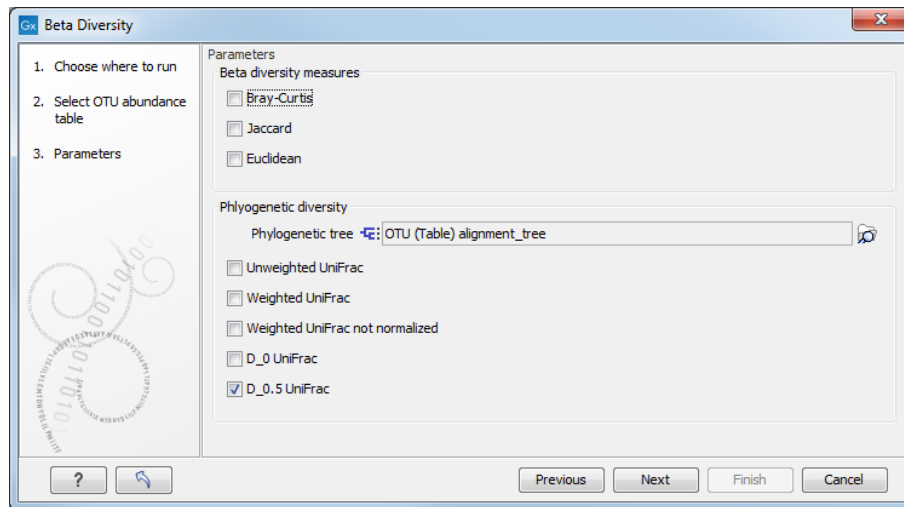 Gx Beta Diversity
1. Choose where to run
2. Select OTU abundance
table
3. Parameters
Parameters
Beta diversity measures
Bray-Curtis
Jaccard
Euclidean
Phlyogenetic diversity
Phylogenetic tree OTU (Table) alignment_tree
Unweighted UniFrac
Weighted UniFrac
Weighted UniFrac not normalized
D_0 UniFrac
D_0.5 UniFrac
? Previous Next Finish Cancel